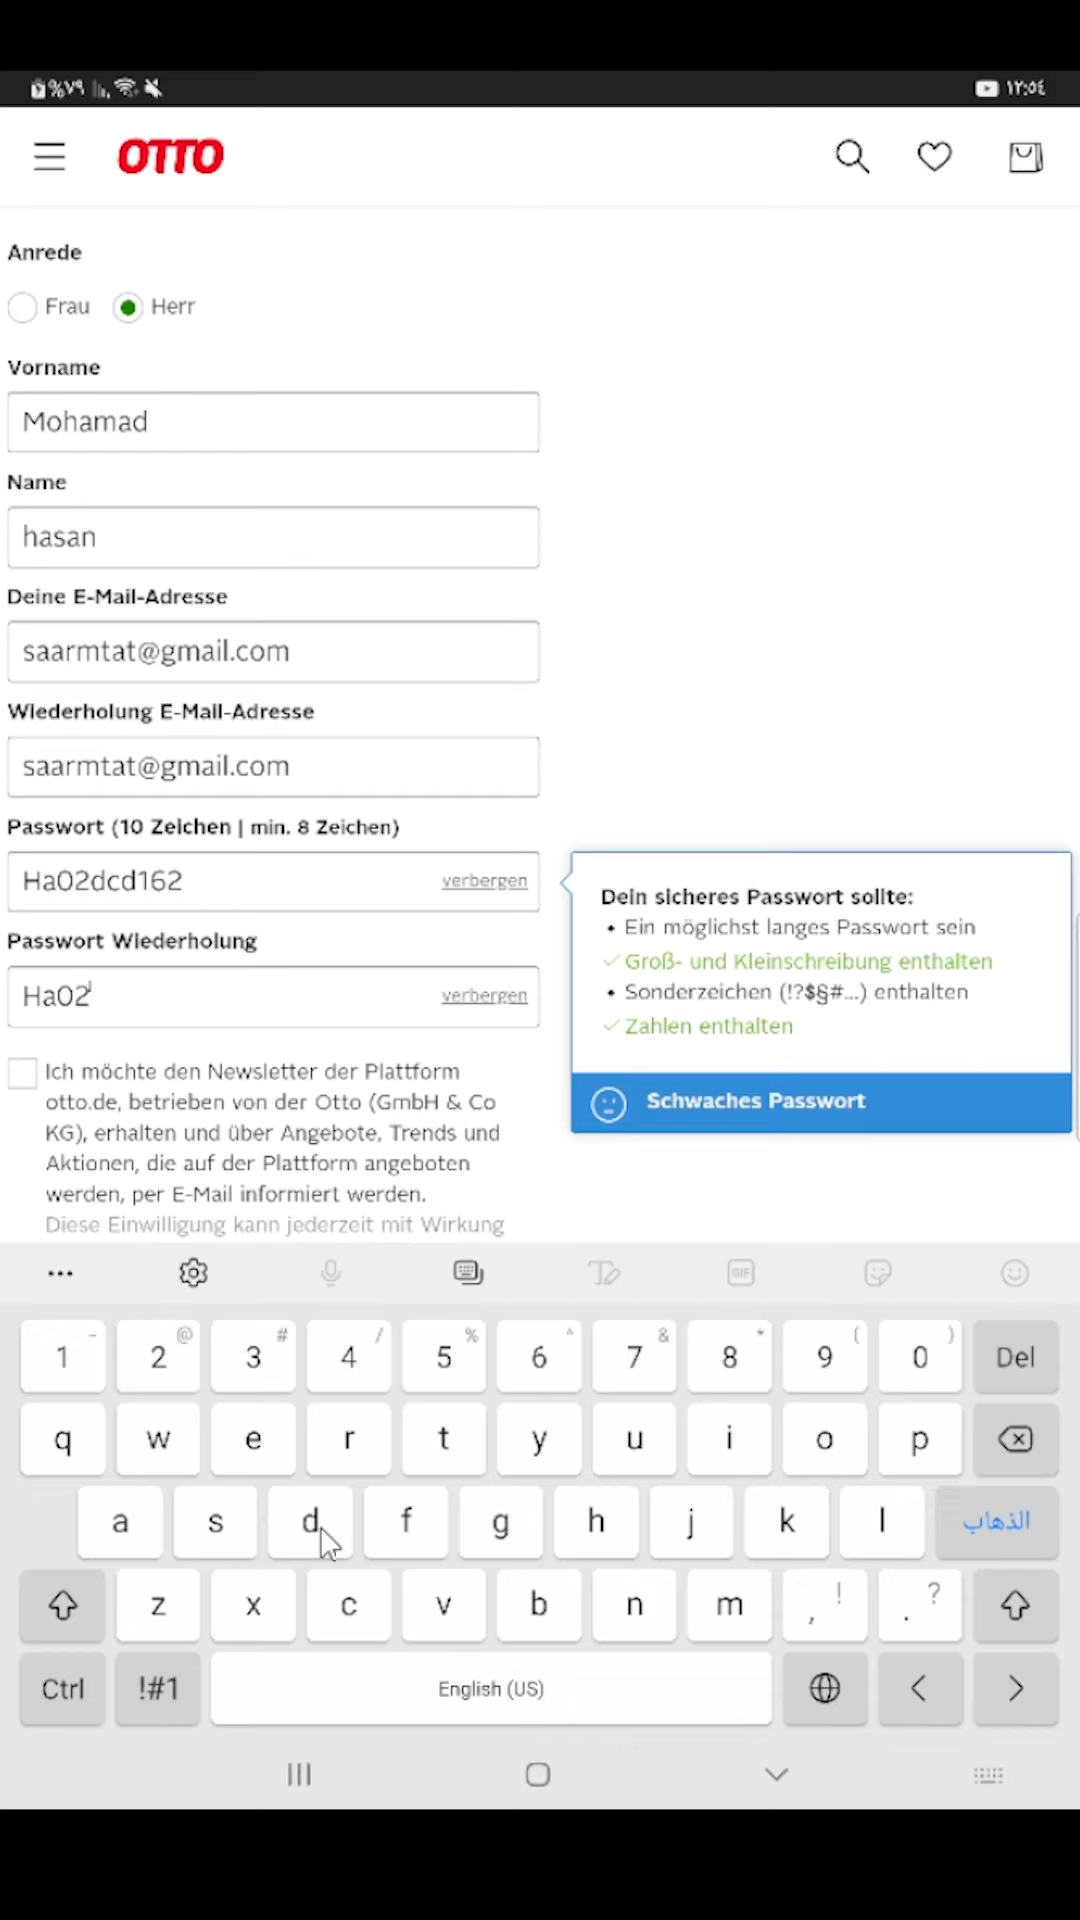 %٧٩
١٢:٥٤
OTTO
Anrede
Frau Herr
Vorname
Mohamad
Name
hasan
Deine E-Mail-Adresse
saarmtat@gmail.com
Wiederholung E-Mail-Adresse
saarmtat@gmail.com
Passwort (10 Zeichen | min. 8 Zeichen)
Ha02dcd162 verbergen
Passwort Wiederholung
Ha02 verbergen
Dein sicheres Passwort sollte:
• Ein möglichst langes Passwort sein
✓ Groß- und Kleinschreibung enthalten
• Sonderzeichen (!?$§#...) enthalten
✓ Zahlen enthalten
Schwaches Passwort
Ich möchte den Newsletter der Plattform
otto.de, betrieben von der Otto (GmbH & Co
KG), erhalten und über Angebote, Trends und
Aktionen, die auf der Plattform angeboten
werden, per E-Mail informiert werden.
Diese Einwilligung kann jederzeit mit Wirkung
GIF
- @ # / % ^ & * ( )
1 2 3 4 5 6 7 8 9 0 Del
q w e r t y u i o p
a s d f g h j k l الذهاب
z x c v b n m , ! . ?
Ctrl !#1 English (US) < >